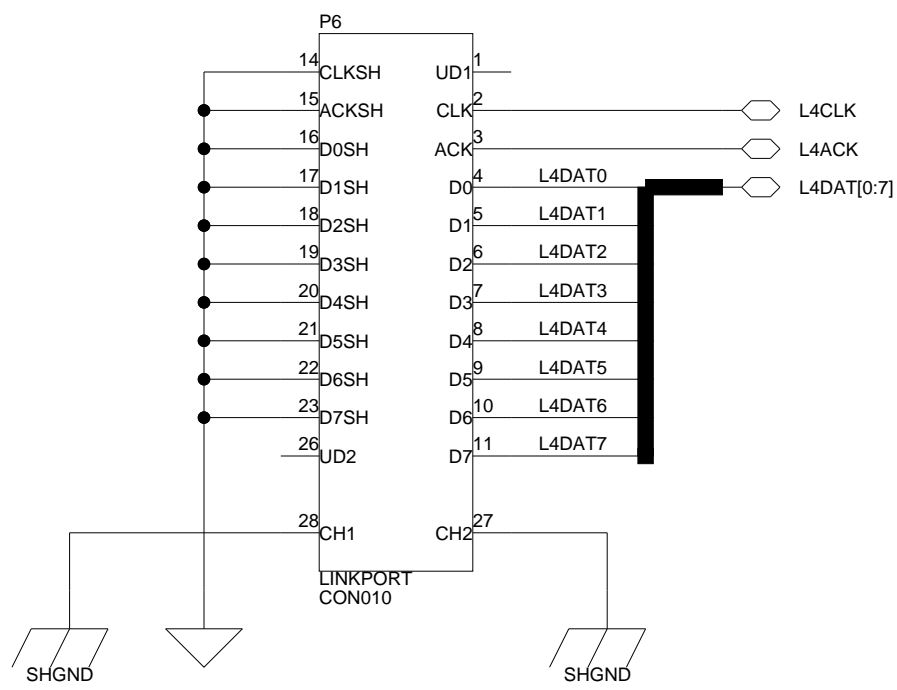 P6
14 CLKSH UD1 1
15 ACKSH CLK 2 L4CLK
16 D0SH ACK 3 L4ACK
17 D1SH D0 4 L4DAT0 L4DAT[0:7]
18 D2SH D1 5 L4DAT1
19 D3SH D2 6 L4DAT2
20 D4SH D3 7 L4DAT3
21 D5SH D4 8 L4DAT4
22 D6SH D5 9 L4DAT5
23 D7SH D6 10 L4DAT6
26 UD2 D7 11 L4DAT7
28 CH1 CH2 27
LINKPORT
CON010
SHGND SHGND